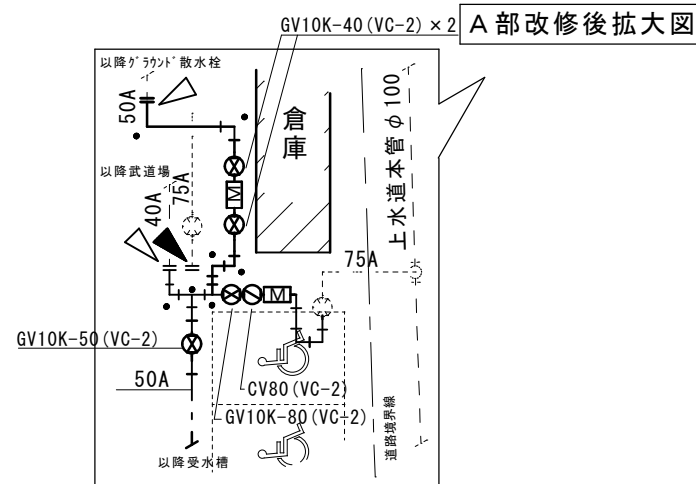 GV10K-40(VC-2)×2
A部改修後拡大図
以降グラウンド散水栓
50A
倉庫
上水道本管φ100
以降武道場
75A
40A
M
75A
M
GV10K-50(VC-2)
50A
CV80(VC-2)
GV10K-80(VC-2)
道路境界線
以降受水槽